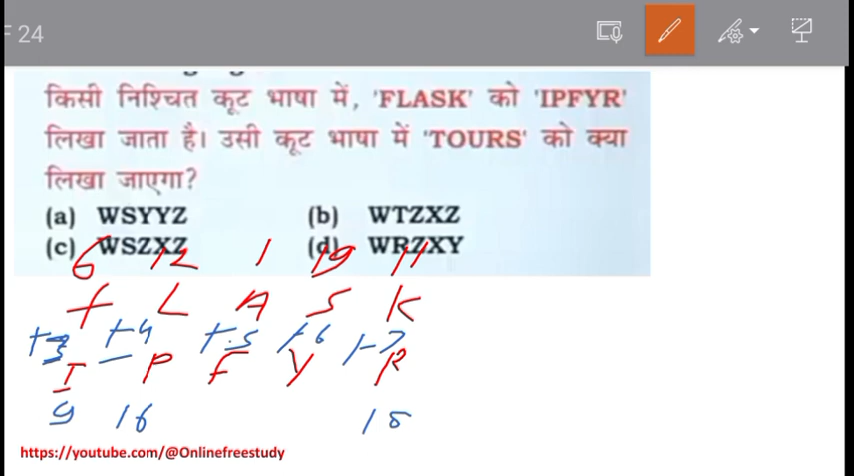 24
किसी निश्चित कूट भाषा में, 'FLASK' को 'IPFYR'
लिखा जाता है। उसी कूट भाषा में 'TOURS' को क्या
लिखा जाएगा?
(a) WSYYZ (b) WTZXZ
(c) WSZXZ (d) WRZXY
6 12 1 19 11
F L A S K
+3 +4 +5 +6 +7
I P F Y R
9 16 18
https://youtube.com/@Onlinefreestudy